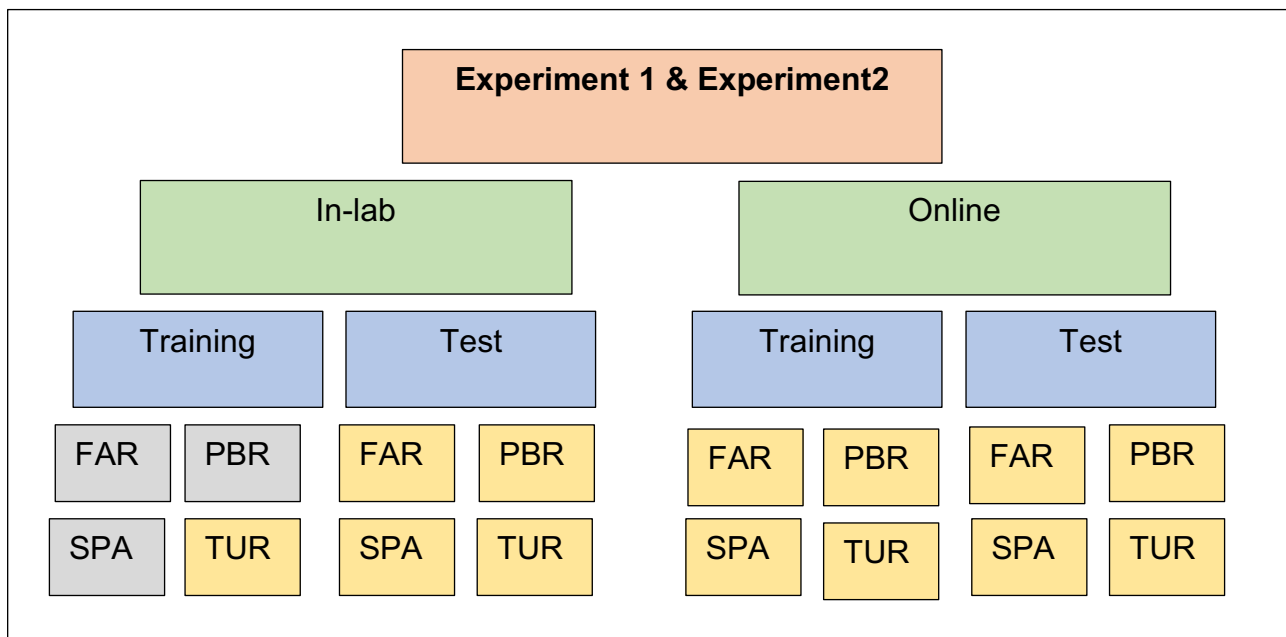 Experiment 1 & Experiment2
In-lab
Online
Training
Test
Training
Test
FAR
PBR
FAR
PBR
FAR
PBR
FAR
PBR
SPA
TUR
SPA
TUR
SPA
TUR
SPA
TUR